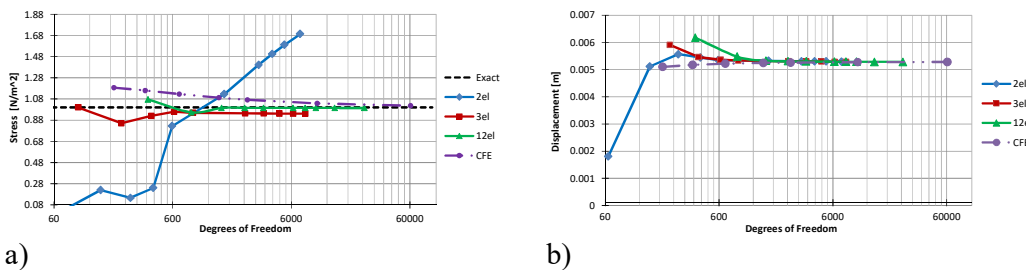 1.88
1.68
1.48
1.28
1.08
0.88
0.68
0.48
0.28
0.08
Stress [N/m^2]
60
600
6000
60000
Degrees of Freedom
Exact
2el
3el
12el
CFE
a)
0.007
0.006
0.005
0.004
0.003
0.002
0.001
0
Displacement [m]
60
600
6000
60000
Degrees of Freedom
2el
3el
12el
CFE
b)